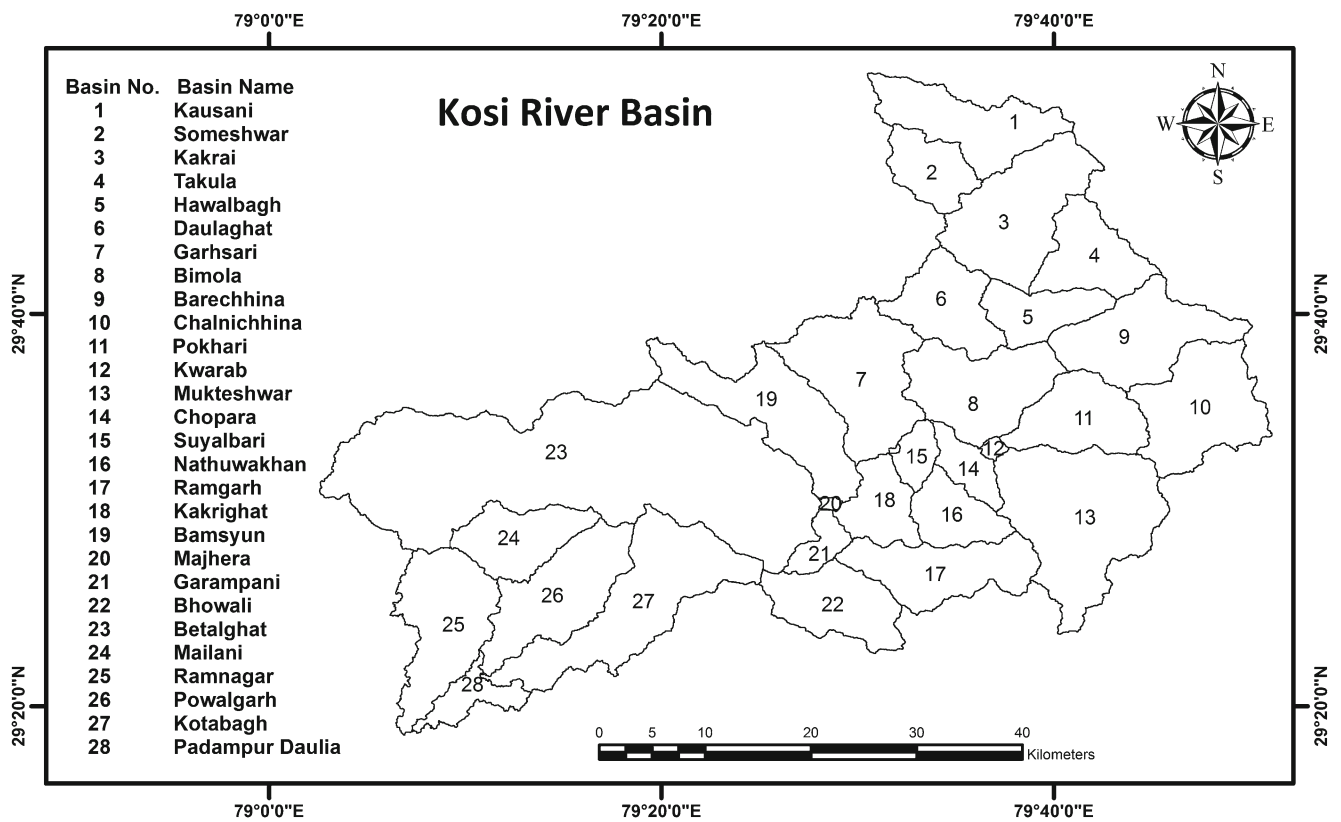 79°0'0"E 79°20'0"E 79°40'0"E
Kosi River Basin
Basin No. Basin Name
1 Kausani
2 Someshwar
3 Kakrai
4 Takula
5 Hawalbagh
6 Daulaghat
7 Garhsari
8 Bimola
9 Barechhina
10 Chalnichhina
11 Pokhari
12 Kwarab
13 Mukteshwar
14 Chopara
15 Suyalbari
16 Nathuwakhan
17 Ramgarh
18 Kakrighat
19 Bamsyun
20 Majhera
21 Garampani
22 Bhowali
23 Betalghat
24 Mailani
25 Ramnagar
26 Powalgarh
27 Kotabagh
28 Padampur Daulia
N
W E
S
1
2
3
4
6
5
9
7
19
8
10
11
12
23
15
14
20
18
16
13
24
21
17
26
27
22
25
28
29°40'0"N
29°40'0"N
29°20'0"N
29°20'0"N
0 5 10 20 30 40
Kilometers
79°0'0"E 79°20'0"E 79°40'0"E